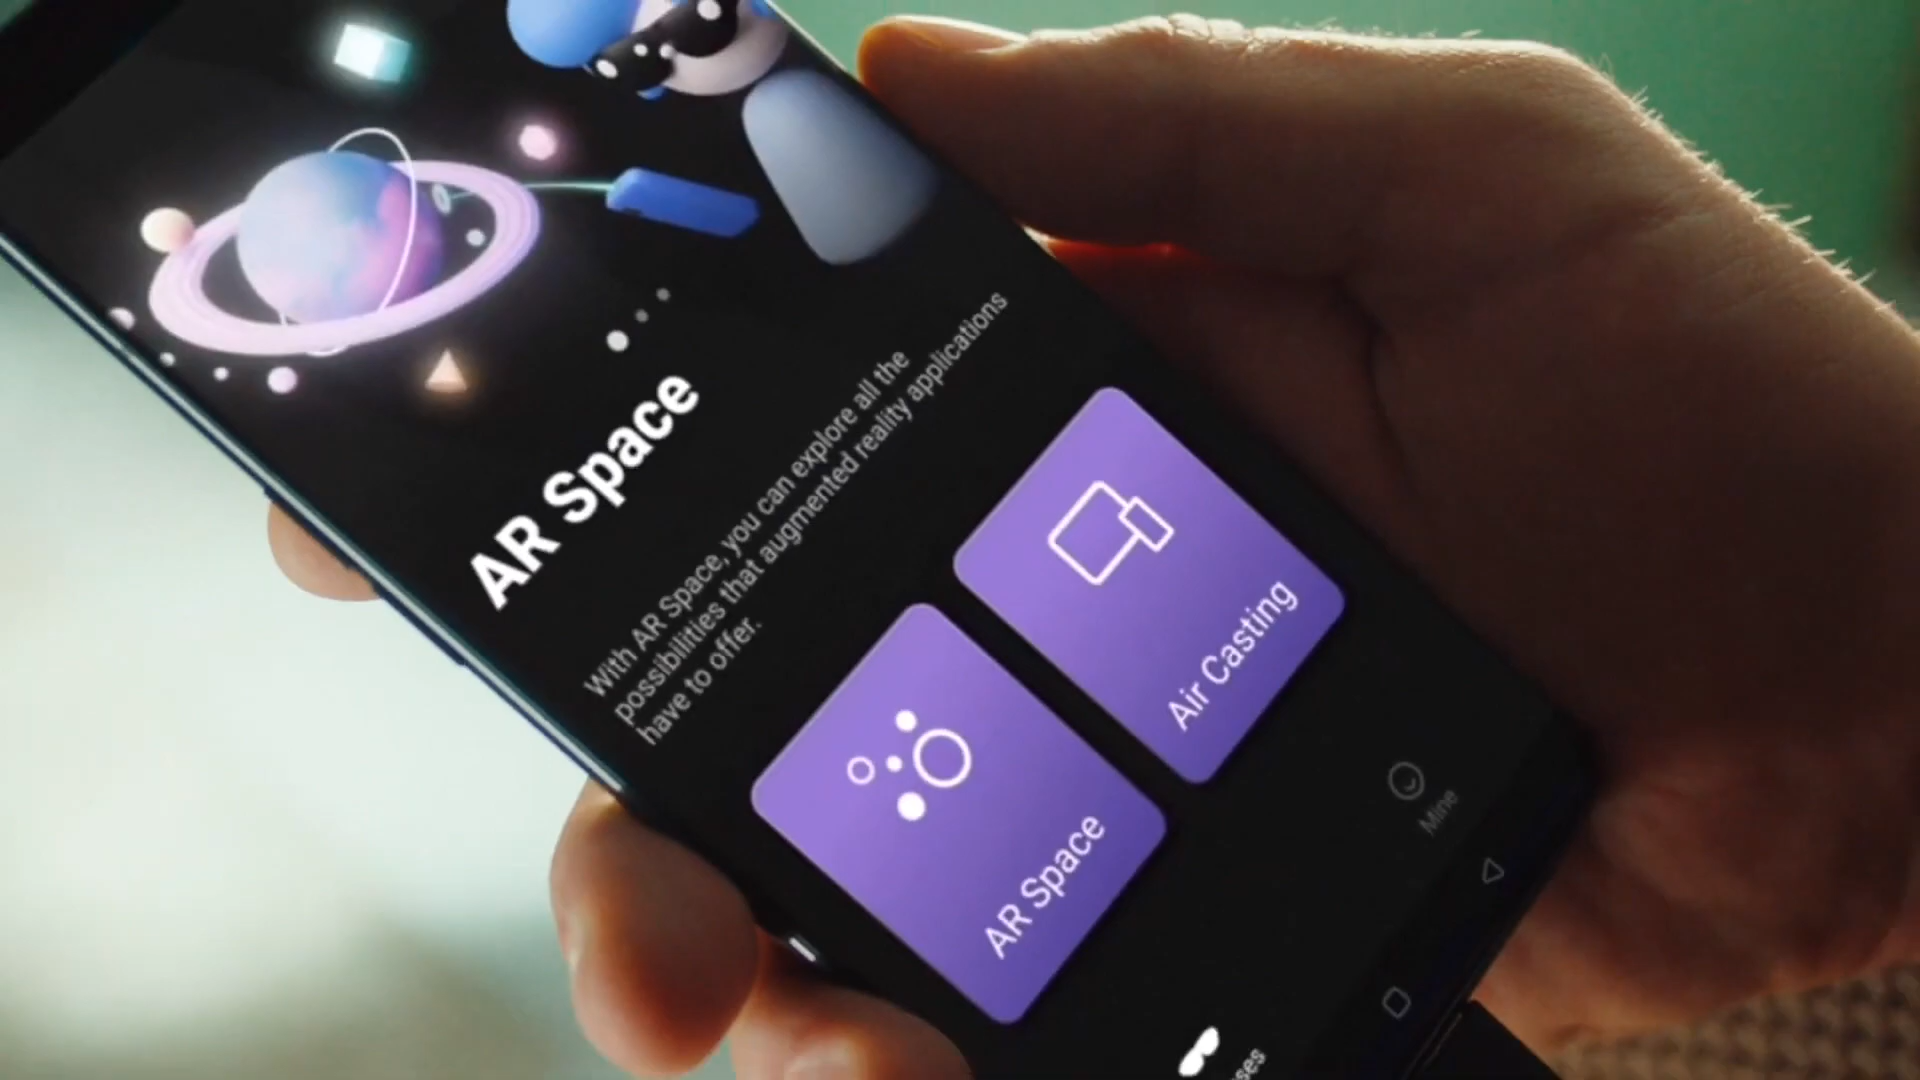 AR Space
With AR Space, you can explore all the
possibilities that augmented reality applications
have to offer.
AR Space
Air Casting
Mine